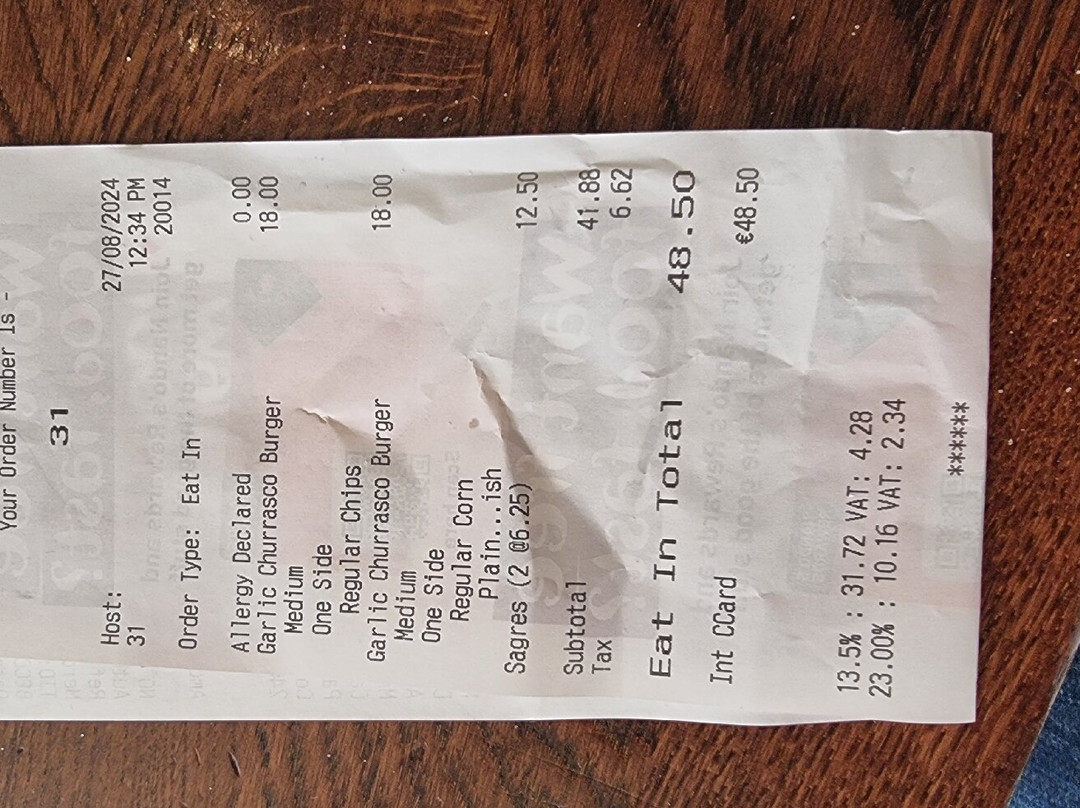 Your Order Number Is -
31
Host: 27/08/2024
31 12:34 PM
20014
Order Type: Eat In
Allergy Declared 0.00
Garlic Churrasco Burger 18.00
Medium
One Side
Regular Chips
Garlic Churrasco Burger 18.00
Medium
One Side
Regular Corn
Plain...ish
Sagres (2 @6.25) 12.50
Subtotal 41.88
Tax 6.62
Eat In Total 48.50
Int CCard €48.50
13.5% : 31.72 VAT: 4.28
23.00% : 10.16 VAT: 2.34
******